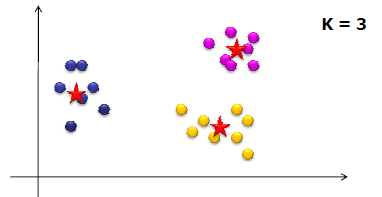 K = 3